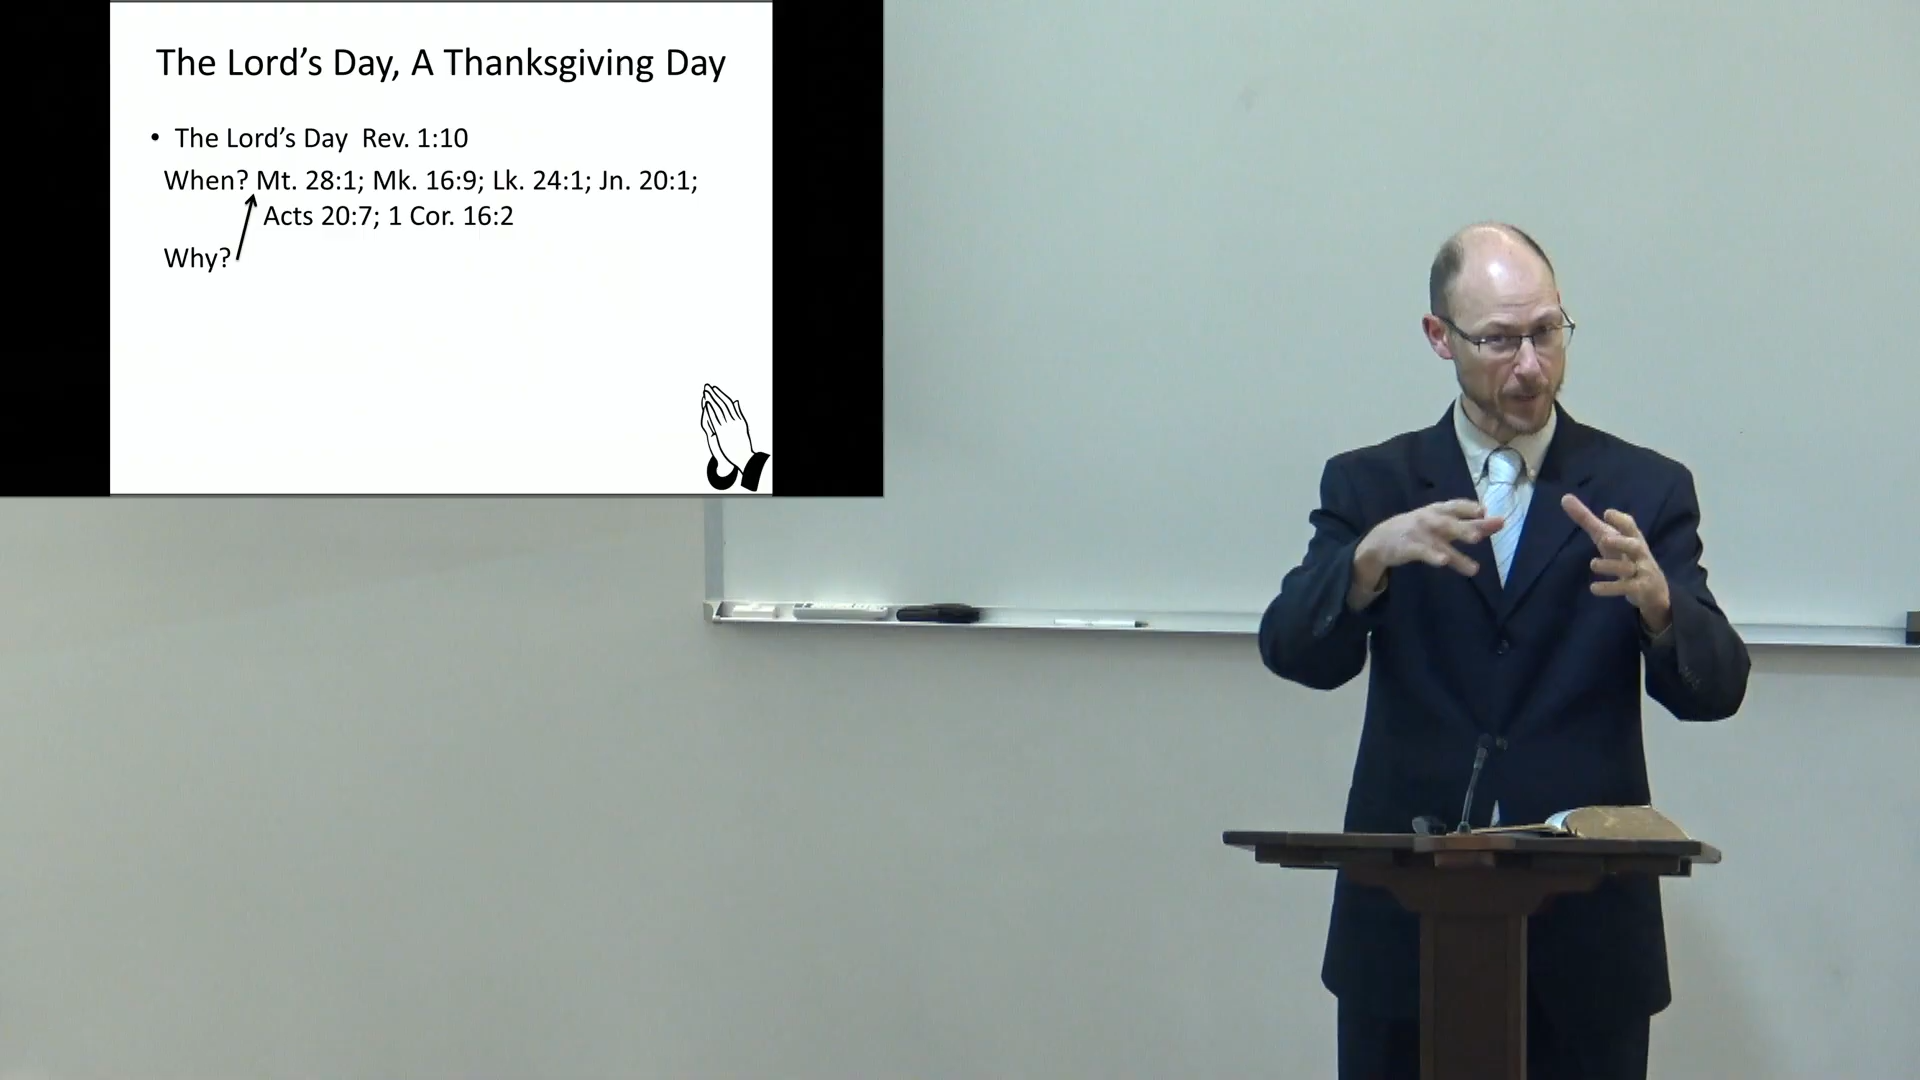 The Lord’s Day, A Thanksgiving Day
• The Lord’s Day  Rev. 1:10
When? Mt. 28:1; Mk. 16:9; Lk. 24:1; Jn. 20:1;
Acts 20:7; 1 Cor. 16:2
Why?